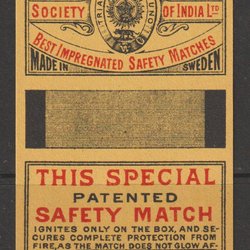 SOCIETY OF INDIA LTD
BEST IMPREGNATED SAFETY MATCHES
MADE IN SWEDEN
THIS SPECIAL
PATENTED
SAFETY MATCH
IGNITES ONLY ON THE BOX, AND SE-
CURES COMPLETE PROTECTION FROM
FIRE, AS THE MATCH DOES NOT GLOW AF-